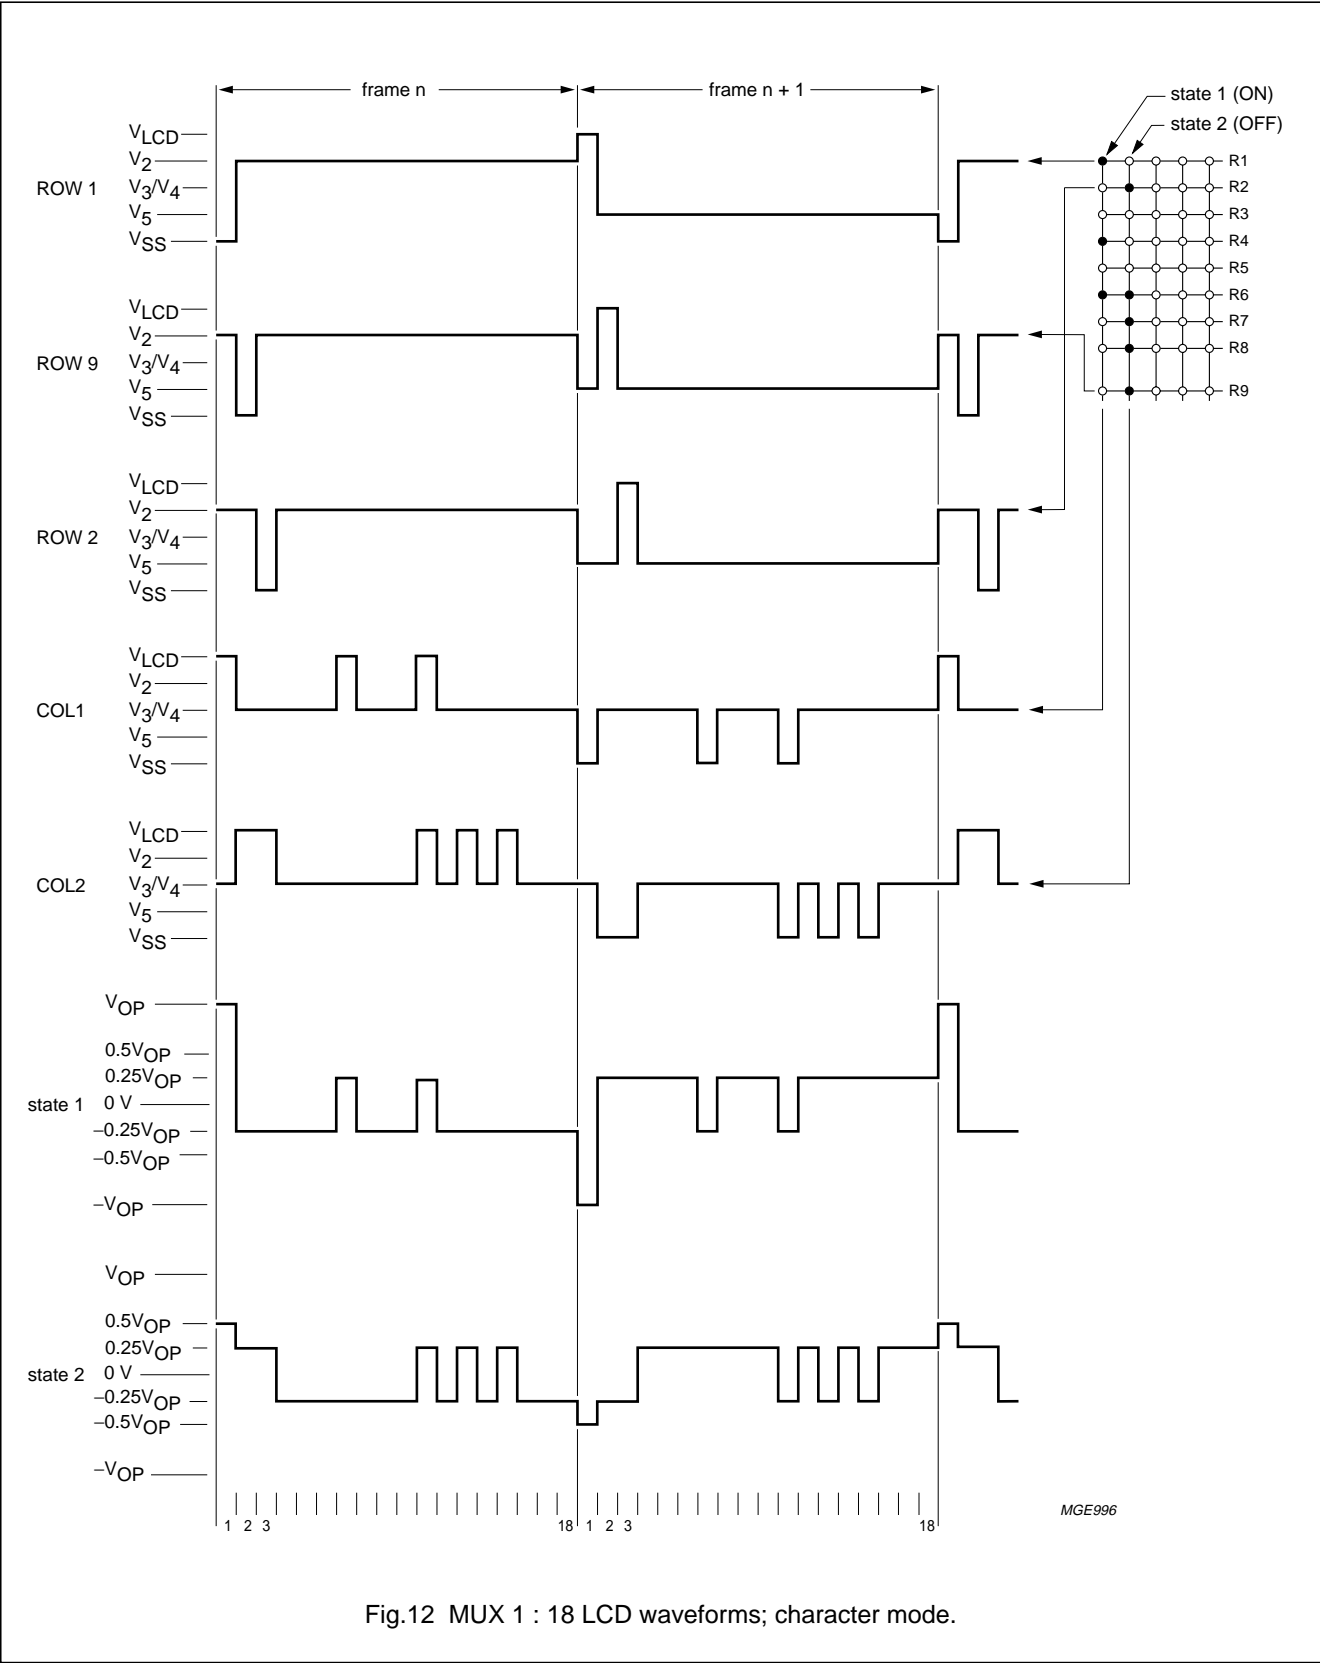 frame n
frame n + 1
state 1 (ON)
state 2 (OFF)
ROW 1
VLCD
V2
V3/V4
V5
VSS
R1
R2
R3
R4
R5
R6
R7
R8
R9
ROW 9
VLCD
V2
V3/V4
V5
VSS
ROW 2
VLCD
V2
V3/V4
V5
VSS
COL1
VLCD
V2
V3/V4
V5
VSS
COL2
VLCD
V2
V3/V4
V5
VSS
state 1
VOP
0.5VOP
0.25VOP
0 V
−0.25VOP
−0.5VOP
−VOP
state 2
VOP
0.5VOP
0.25VOP
0 V
−0.25VOP
−0.5VOP
−VOP
1 2 3 18 1 2 3 18
MGE996
Fig.12 MUX 1 : 18 LCD waveforms; character mode.